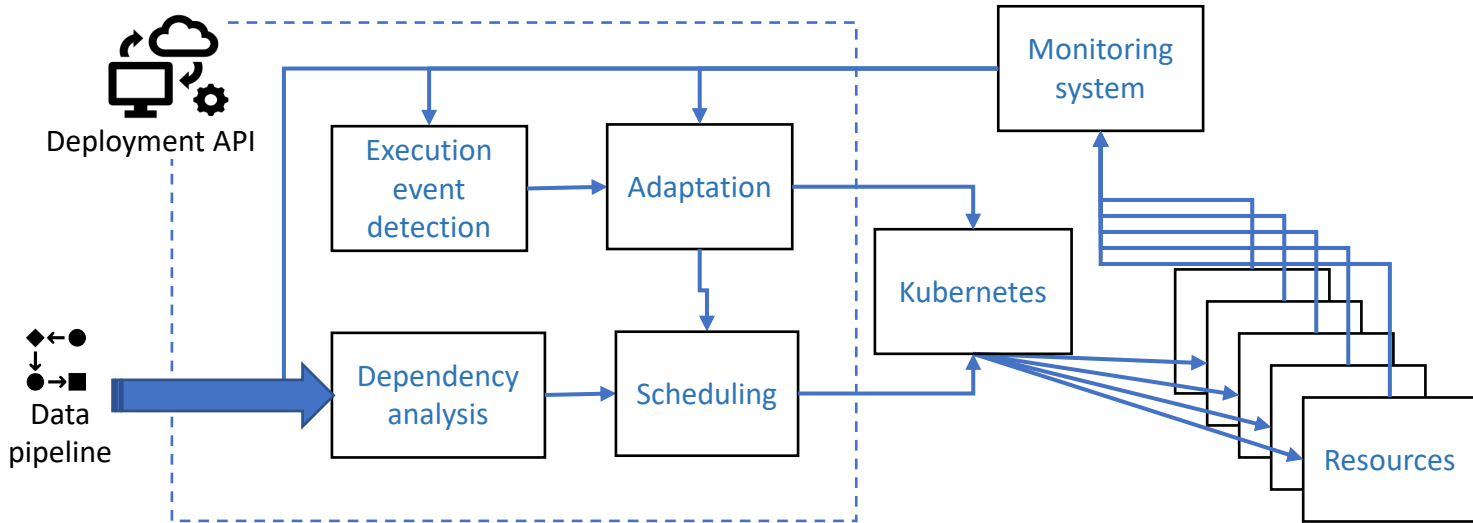 Monitoring
system
Deployment API
Execution
event
detection
Adaptation
Kubernetes
Data
pipeline
Dependency
analysis
Scheduling
Resources